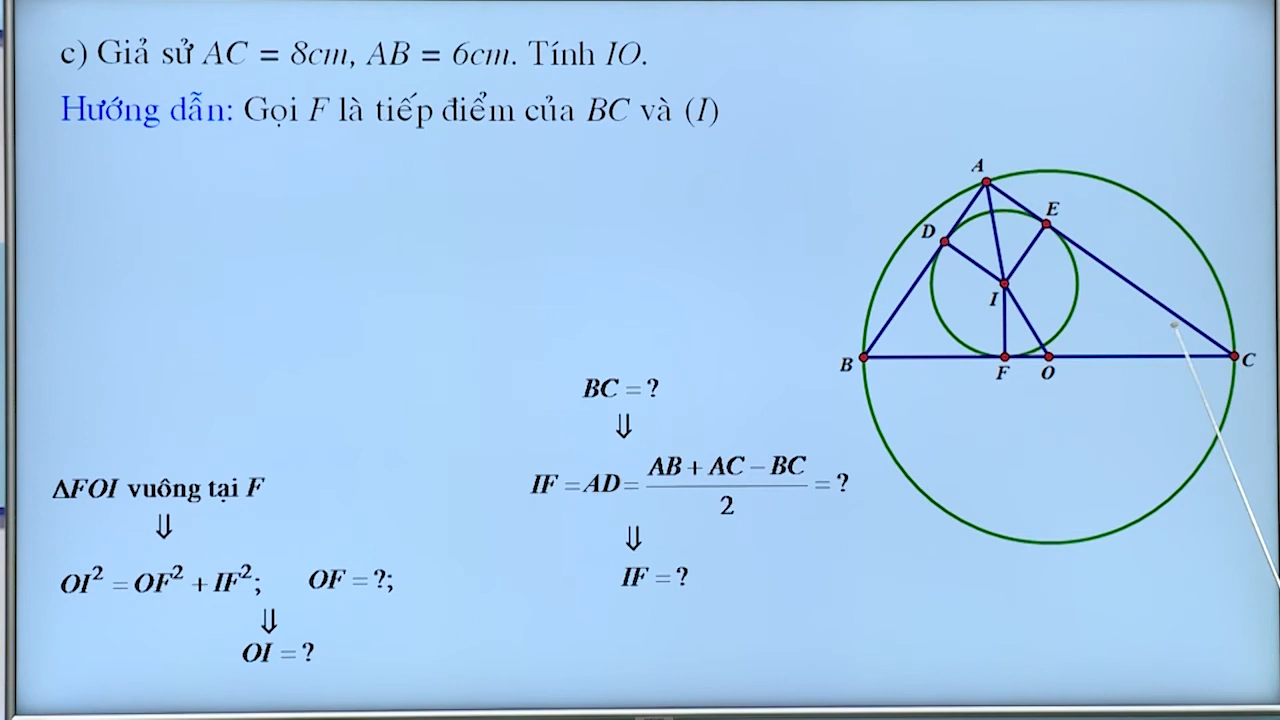 c) Giả sử AC = 8cm, AB = 6cm. Tính IO.
Hướng dẫn: Gọi F là tiếp điểm của BC và (I)
A
E
D
I
B
F
O
C
BC = ?
⇓
IF = AD = (AB + AC − BC)/2 = ?
⇓
IF = ?
ΔFOI vuông tại F
⇓
OI² = OF² + IF²; OF = ?;
⇓
OI = ?